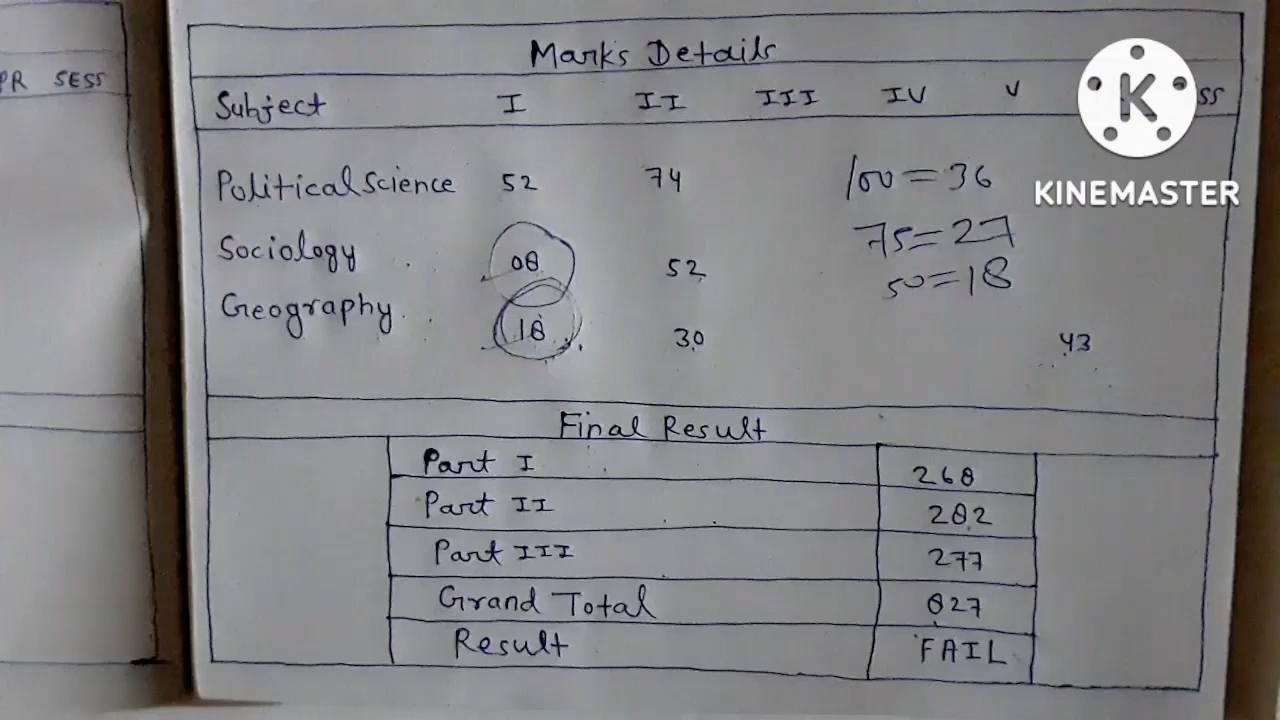 PR SESS
Marks Details
Subject I II III IV V SS
Political Science 52 74 100 = 36
75 = 27
Sociology 08 52 50 = 18
Geography 18 30 43
Final Result
Part I 268
Part II 282
Part III 277
Grand Total 827
Result FAIL
K
KINEMASTER